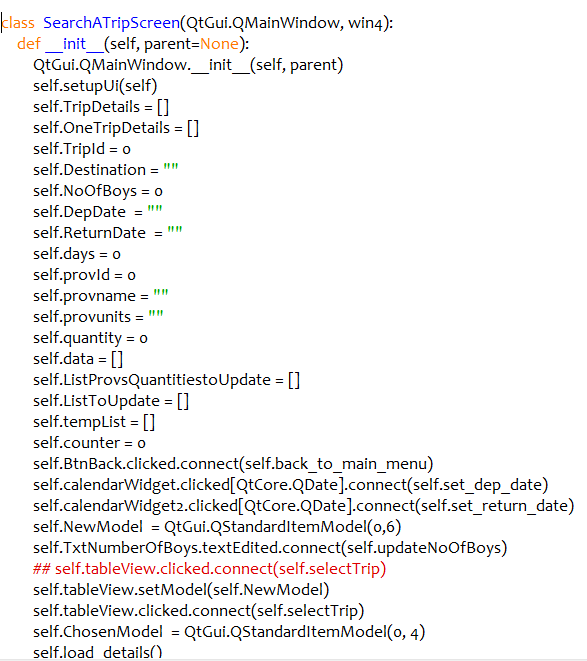 class SearchATripScreen(QtGui.QMainWindow, win4):
def __init__(self, parent=None):
QtGui.QMainWindow.__init__(self, parent)
self.setupUi(self)
self.TripDetails = []
self.OneTripDetails = []
self.TripId = 0
self.Destination = ""
self.NoOfBoys = 0
self.DepDate  = ""
self.ReturnDate  = ""
self.days = 0
self.provId = 0
self.provname = ""
self.provunits = ""
self.quantity = 0
self.data = []
self.ListProvsQuantitiestoUpdate = []
self.ListToUpdate = []
self.tempList = []
self.counter = 0
self.BtnBack.clicked.connect(self.back_to_main_menu)
self.calendarWidget.clicked[QtCore.QDate].connect(self.set_dep_date)
self.calendarWidget2.clicked[QtCore.QDate].connect(self.set_return_date)
self.NewModel  = QtGui.QStandardItemModel(0,6)
self.TxtNumberOfBoys.textEdited.connect(self.updateNoOfBoys)
## self.tableView.clicked.connect(self.selectTrip)
self.tableView.setModel(self.NewModel)
self.tableView.clicked.connect(self.selectTrip)
self.ChosenModel  = QtGui.QStandardItemModel(0, 4)
self.load_details()